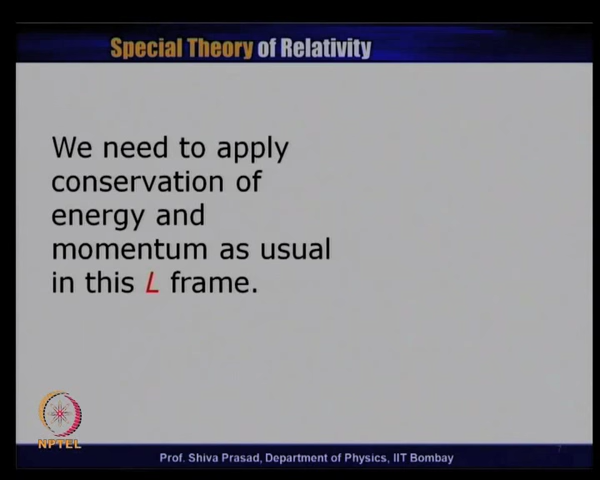 Special Theory of Relativity
We need to apply
conservation of
energy and
momentum as usual
in this L frame.
NPTEL
Prof. Shiva Prasad, Department of Physics, IIT Bombay